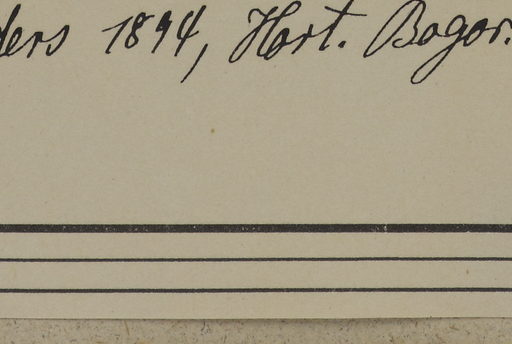 ders 1894, Hort. Bogor.